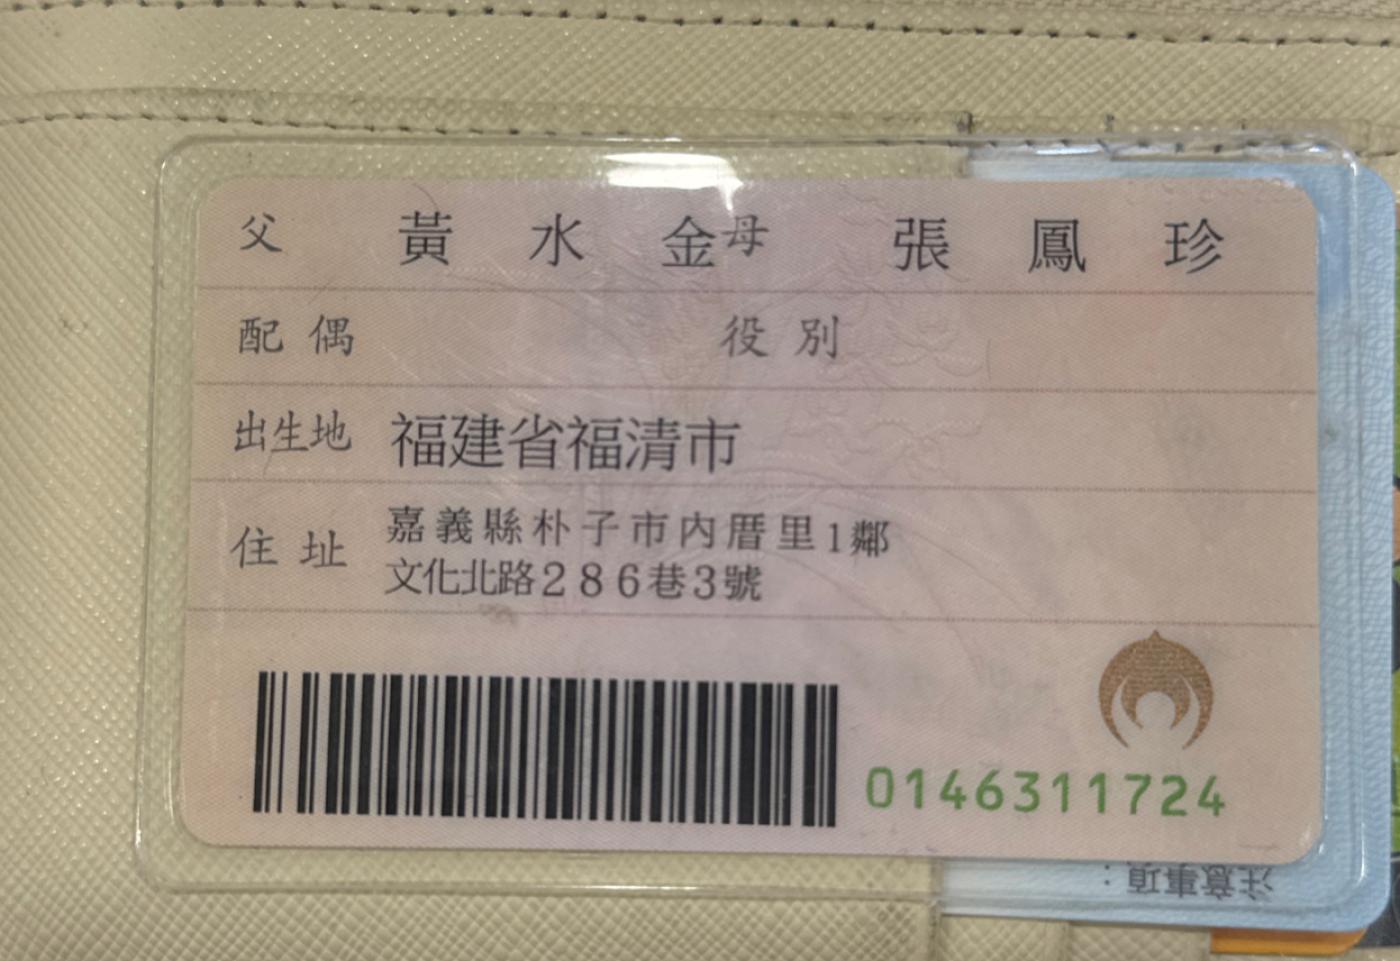 父 黃水金 母 張鳳珍
配偶 役別
出生地 福建省福清市
住址 嘉義縣朴子市內厝里1鄰
文化北路286巷3號
0146311724
注意事項：